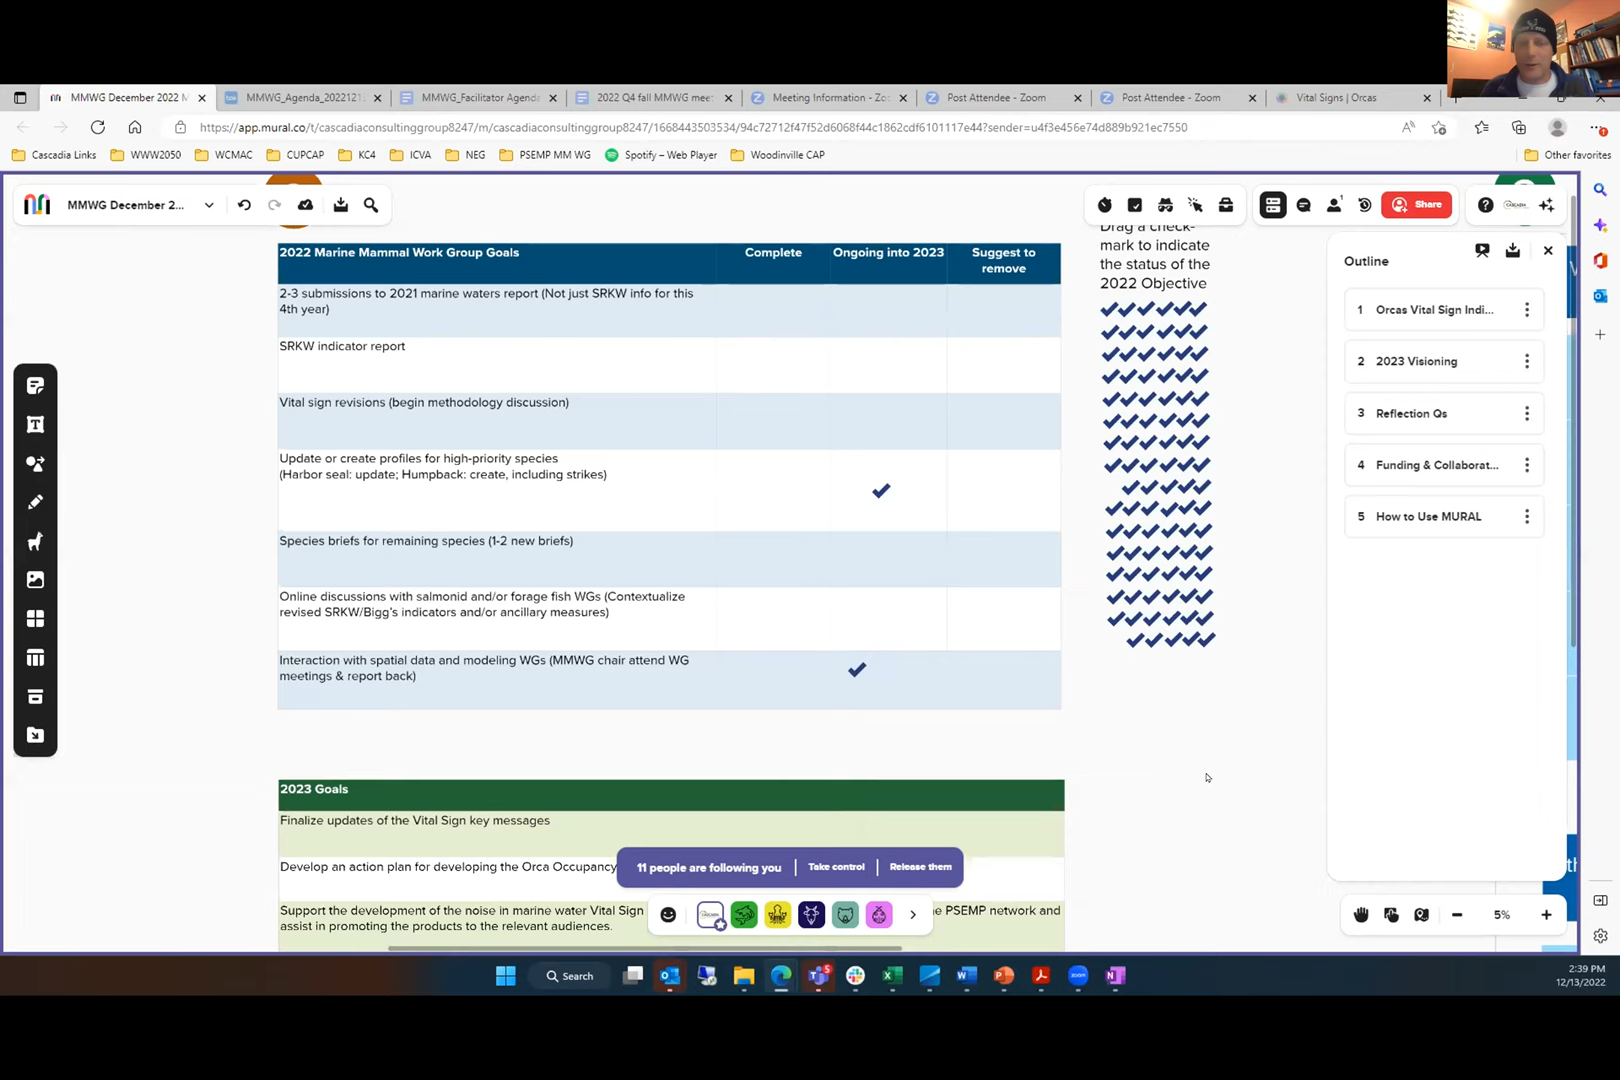 MMWG December 2022 M
MMWG_Agenda_2022121
MMWG_Facilitator Agenda
2022 Q4 fall MMWG meet
Meeting Information - Zo
Post Attendee - Zoom
Post Attendee - Zoom
Vital Signs | Orcas
https://app.mural.co/t/cascadiaconsultinggroup8247/m/cascadiaconsultinggroup8247/1668443503534/94c72712f47f52d6068f44c1862cdf6101117e44?sender=u4f3e456e74d889b921ec7550
Cascadia Links
WWW2050
WCMAC
CUPCAP
KC4
ICVA
NEG
PSEMP MM WG
Spotify – Web Player
Woodinville CAP
Other favorites
MMWG December 2...
Share
2022 Marine Mammal Work Group Goals
Complete
Ongoing into 2023
Suggest to
remove
2-3 submissions to 2021 marine waters report (Not just SRKW info for this
4th year)
SRKW indicator report
Vital sign revisions (begin methodology discussion)
Update or create profiles for high-priority species
(Harbor seal: update; Humpback: create, including strikes)
Species briefs for remaining species (1-2 new briefs)
Online discussions with salmonid and/or forage fish WGs (Contextualize
revised SRKW/Bigg's indicators and/or ancillary measures)
Interaction with spatial data and modeling WGs (MMWG chair attend WG
meetings & report back)
Drag a check-
mark to indicate
the status of the
2022 Objective
Outline
1 Orcas Vital Sign Indi...
2 2023 Visioning
3 Reflection Qs
4 Funding & Collaborat...
5 How to Use MURAL
2023 Goals
Finalize updates of the Vital Sign key messages
Develop an action plan for developing the Orca Occupancy
11 people are following you
Take control
Release them
Support the development of the noise in marine water Vital Sign
PSEMP network and
assist in promoting the products to the relevant audiences.
5%
Search
2:39 PM
12/13/2022